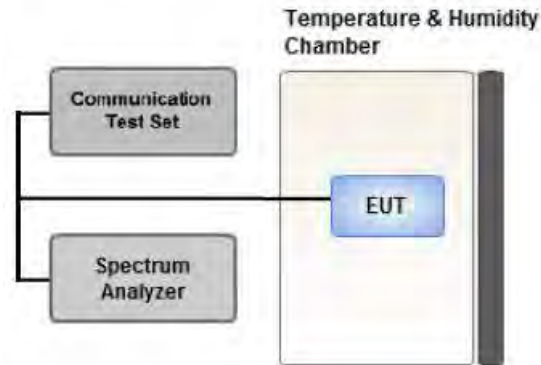 Temperature & Humidity
Chamber
Communication
Test Set
EUT
Spectrum
Analyzer